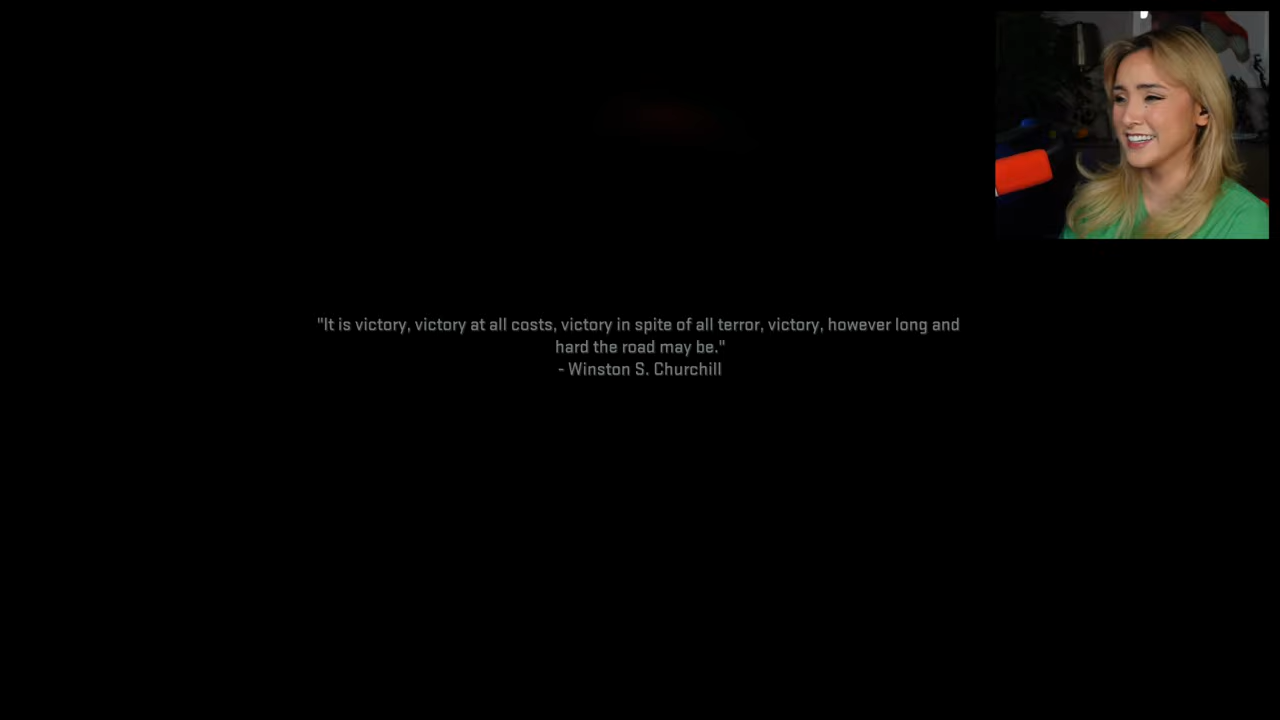 "It is victory, victory at all costs, victory in spite of all terror, victory, however long and
hard the road may be."
- Winston S. Churchill